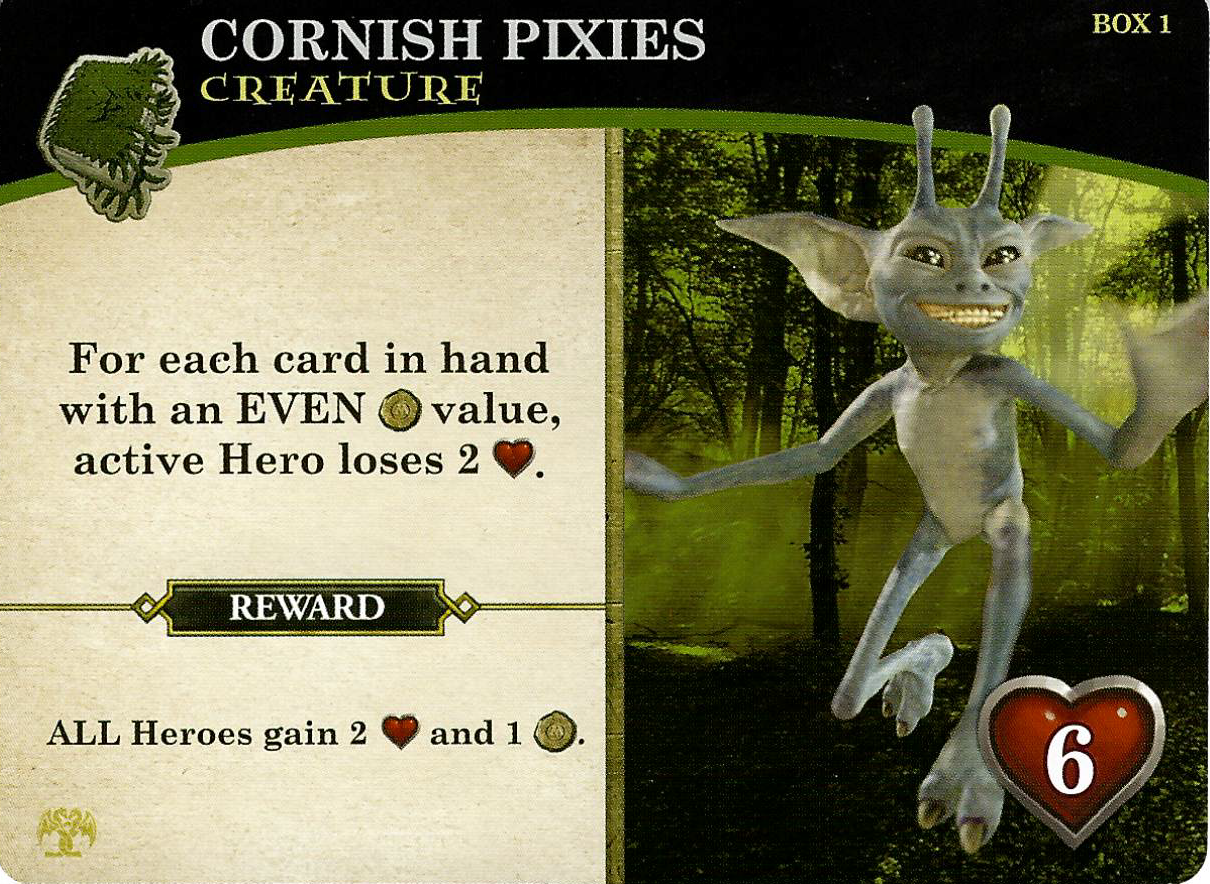 CORNISH PIXIES
CREATURE
BOX 1
For each card in hand
with an EVEN value,
active Hero loses 2 .
REWARD
ALL Heroes gain 2 and 1 .
6